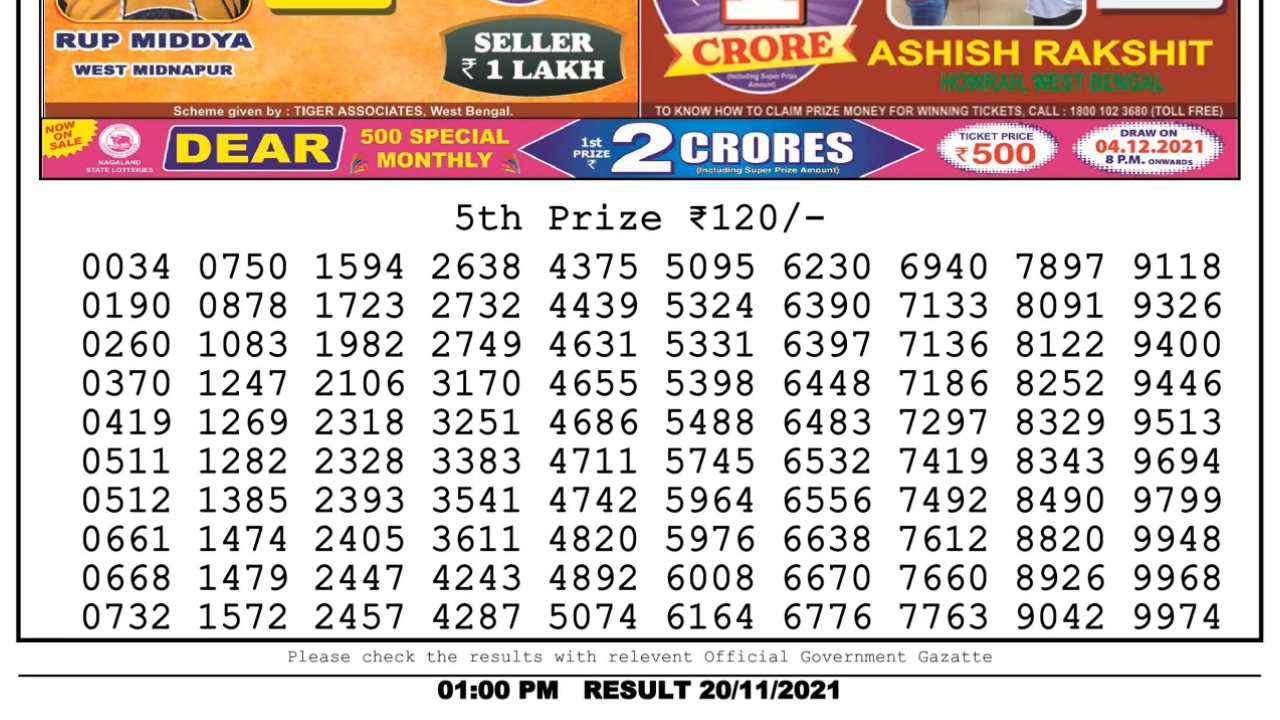 RUP MIDDYA
WEST MIDNAPUR
SELLER
₹ 1 LAKH
Scheme given by : TIGER ASSOCIATES, West Bengal.
CRORE
(Including Super Prize
Amount)
ASHISH RAKSHIT
HOWRAH, WEST BENGAL
TO KNOW HOW TO CLAIM PRIZE MONEY FOR WINNING TICKETS, CALL : 1800 102 3680 (TOLL FREE)
NOW
ON
SALE
NAGALAND
STATE LOTTERIES
DEAR
500 SPECIAL
MONTHLY
1st
PRIZE
₹
2 CRORES
(Including Super Prize Amount)
TICKET PRICE
₹500
DRAW ON
04.12.2021
8 P.M. ONWARDS
5th Prize ₹120/-
0034 0750 1594 2638 4375 5095 6230 6940 7897 9118
0190 0878 1723 2732 4439 5324 6390 7133 8091 9326
0260 1083 1982 2749 4631 5331 6397 7136 8122 9400
0370 1247 2106 3170 4655 5398 6448 7186 8252 9446
0419 1269 2318 3251 4686 5488 6483 7297 8329 9513
0511 1282 2328 3383 4711 5745 6532 7419 8343 9694
0512 1385 2393 3541 4742 5964 6556 7492 8490 9799
0661 1474 2405 3611 4820 5976 6638 7612 8820 9948
0668 1479 2447 4243 4892 6008 6670 7660 8926 9968
0732 1572 2457 4287 5074 6164 6776 7763 9042 9974
Please check the results with relevent Official Government Gazatte
01:00 PM RESULT 20/11/2021